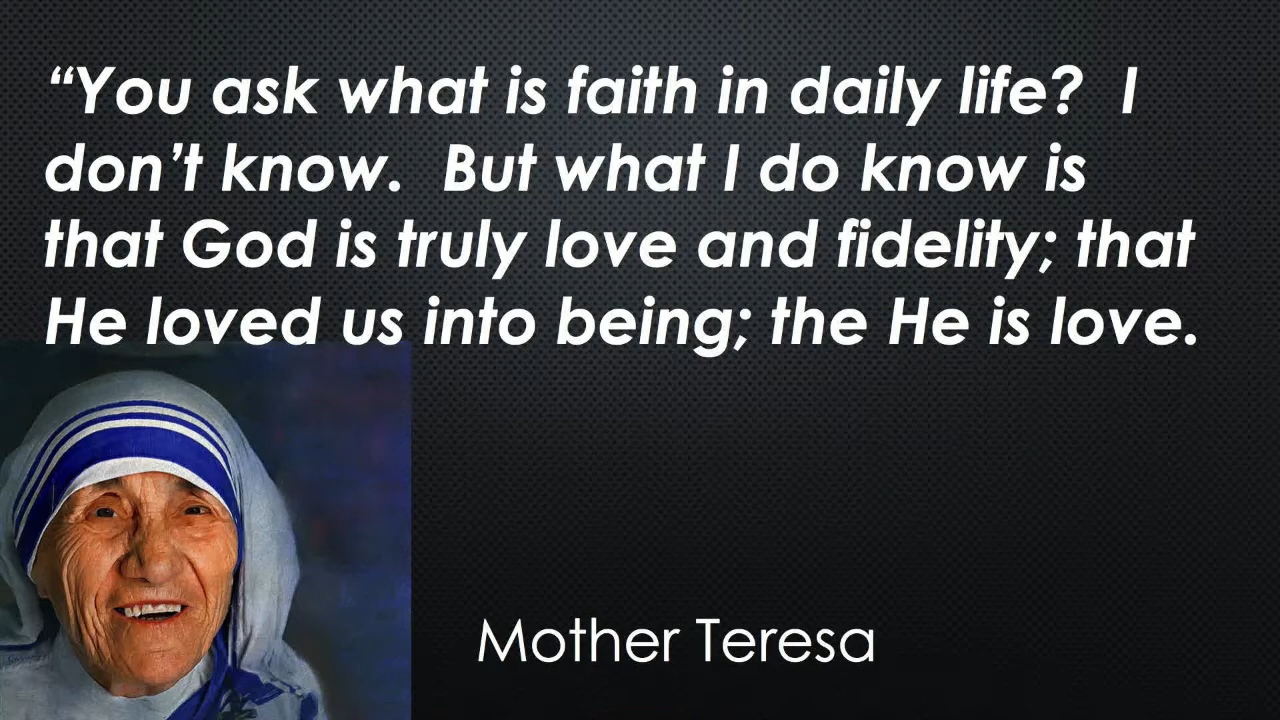 “You ask what is faith in daily life?  I
don’t know.  But what I do know is
that God is truly love and fidelity; that
He loved us into being; the He is love.
Mother Teresa